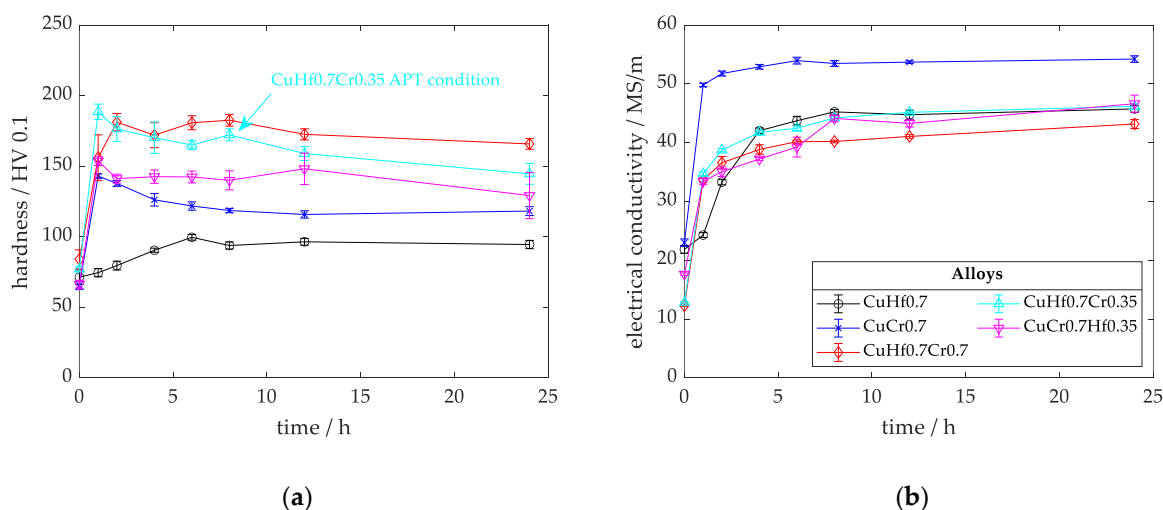 250
200
150
100
50
0
hardness / HV 0.1
CuHf0.7Cr0.35 APT condition
0 5 10 15 20 25
time / h
(a)
60
50
40
30
20
10
0
electrical conductivity / MS/m
Alloys
CuHf0.7 CuHf0.7Cr0.35
CuCr0.7 CuCr0.7Hf0.35
CuHf0.7Cr0.7
0 5 10 15 20 25
time / h
(b)